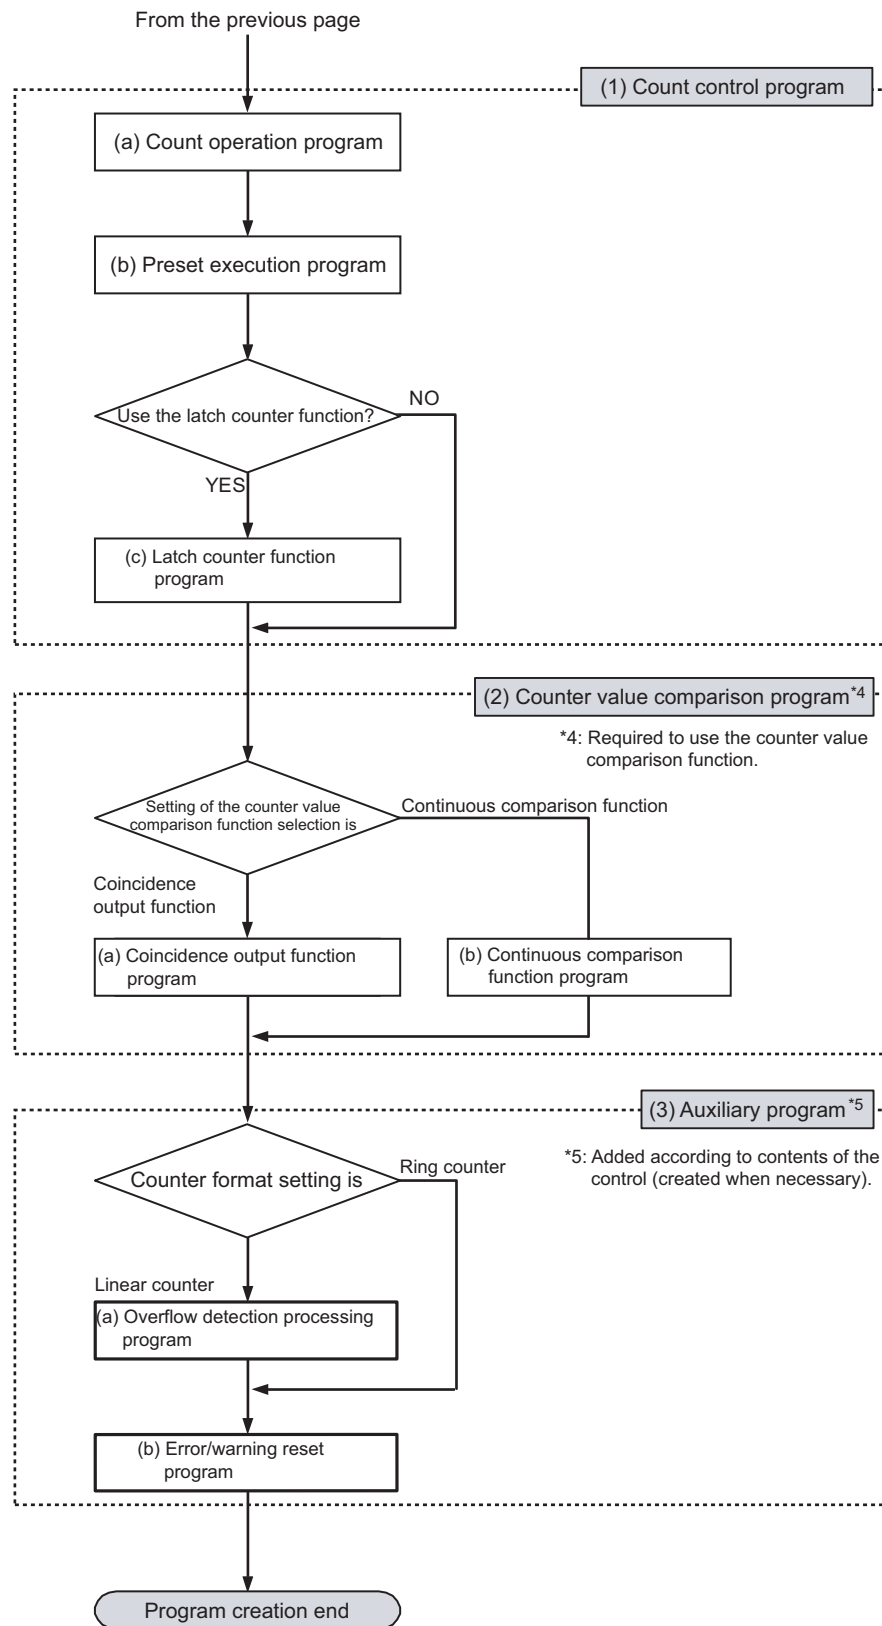 From the previous page
(1) Count control program
(a) Count operation program
(b) Preset execution program
Use the latch counter function?
NO
YES
(c) Latch counter function
program
(2) Counter value comparison program*4
*4: Required to use the counter value
comparison function.
Setting of the counter value
comparison function selection is
Continuous comparison function
Coincidence
output function
(a) Coincidence output function
program
(b) Continuous comparison
function program
(3) Auxiliary program*5
*5: Added according to contents of the
control (created when necessary).
Counter format setting is
Ring counter
Linear counter
(a) Overflow detection processing
program
(b) Error/warning reset
program
Program creation end